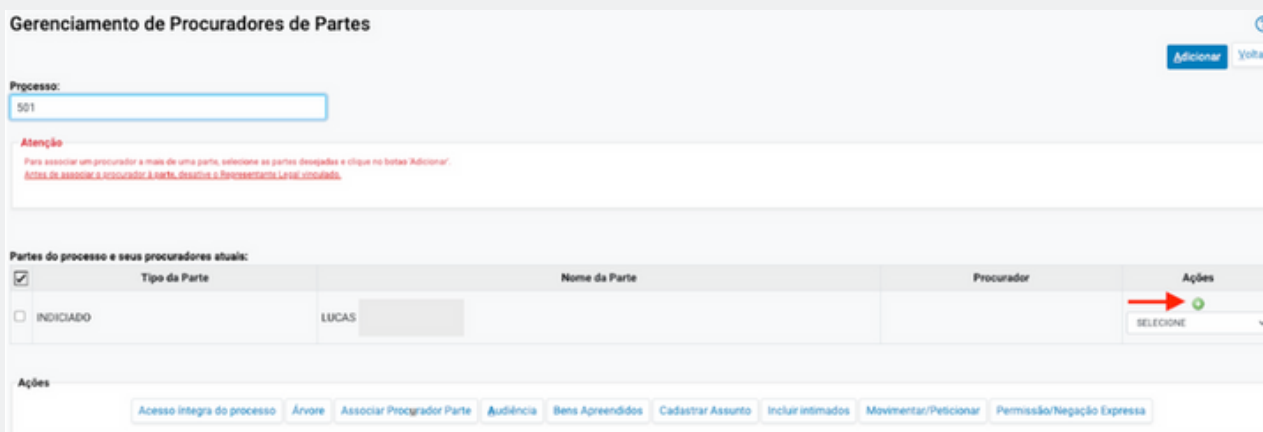 Gerenciamento de Procuradores de Partes
Adicionar Volta
Processo:
501
Atenção
Para associar um procurador a mais de uma parte, selecione as partes desejadas e clique no botao 'Adicionar'.
Antes de associar o procurador à parte, desative o Representante Legal vinculado.
Partes do processo e seus procuradores atuais:
Tipo da Parte Nome da Parte Procurador Ações
INDICIADO LUCAS
SELECIONE
Ações
Acesso íntegra do processo Árvore Associar Procurador Parte Audiência Bens Apreendidos Cadastrar Assunto Incluir intimados Movimentar/Peticionar Permissão/Negação Expressa